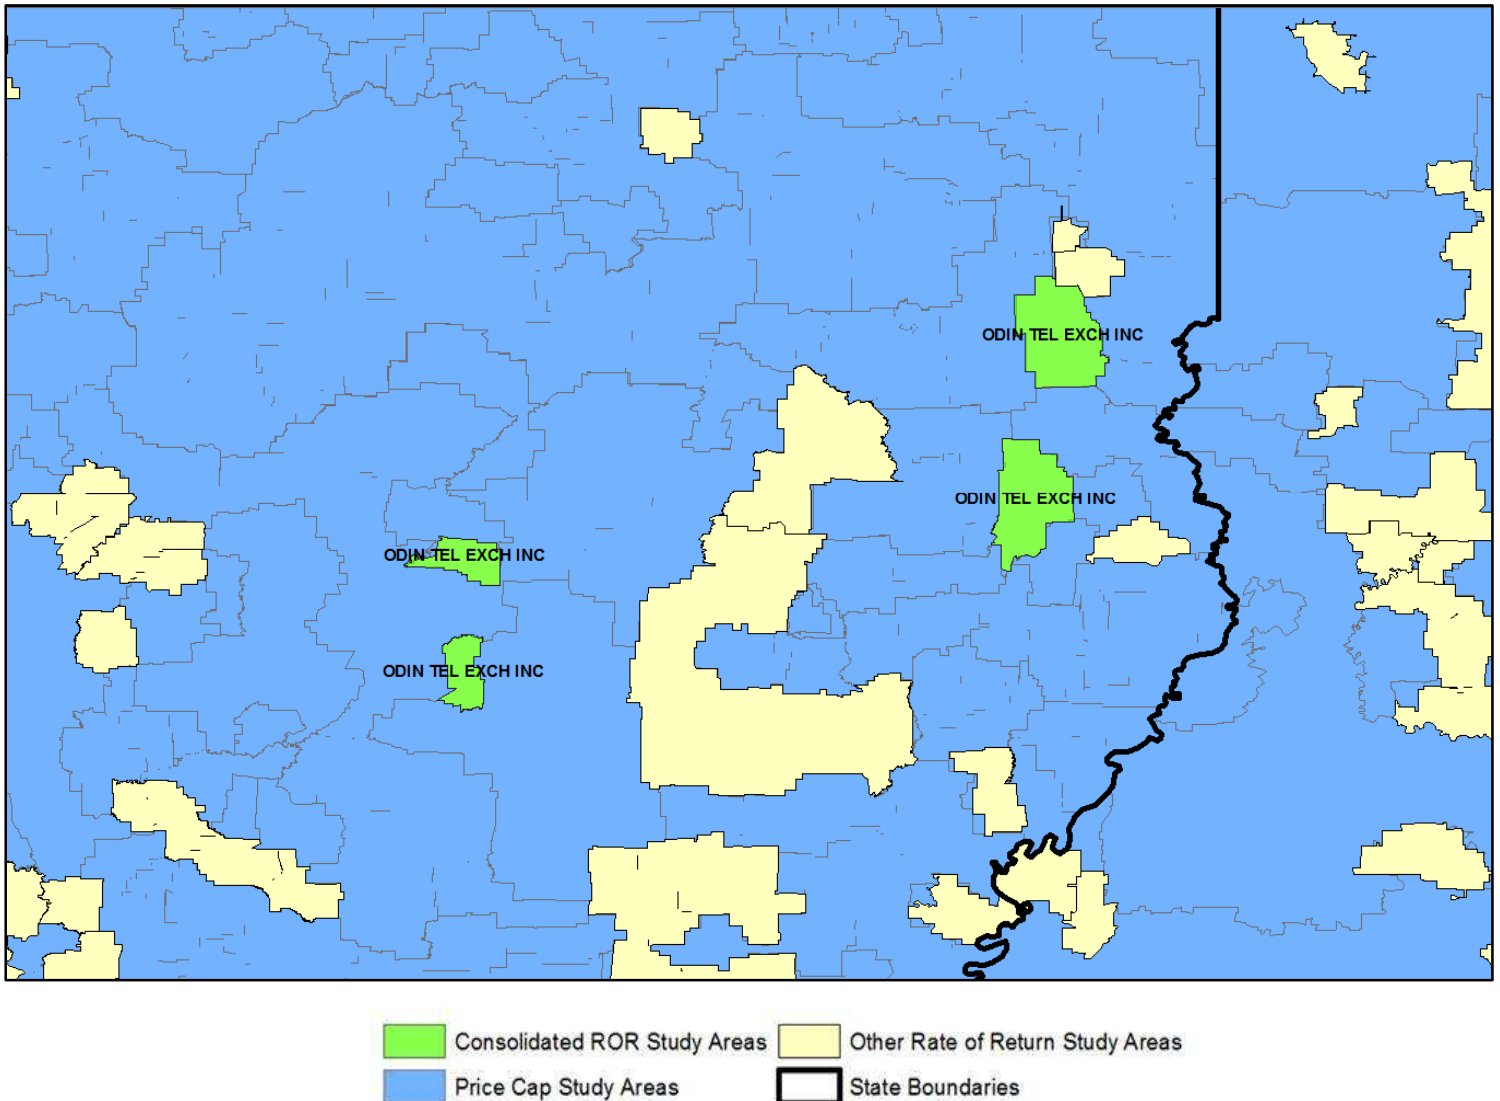 ODIN TEL EXCH INC
ODIN TEL EXCH INC
ODIN TEL EXCH INC
ODIN TEL EXCH INC
Consolidated ROR Study Areas
Other Rate of Return Study Areas
Price Cap Study Areas
State Boundaries